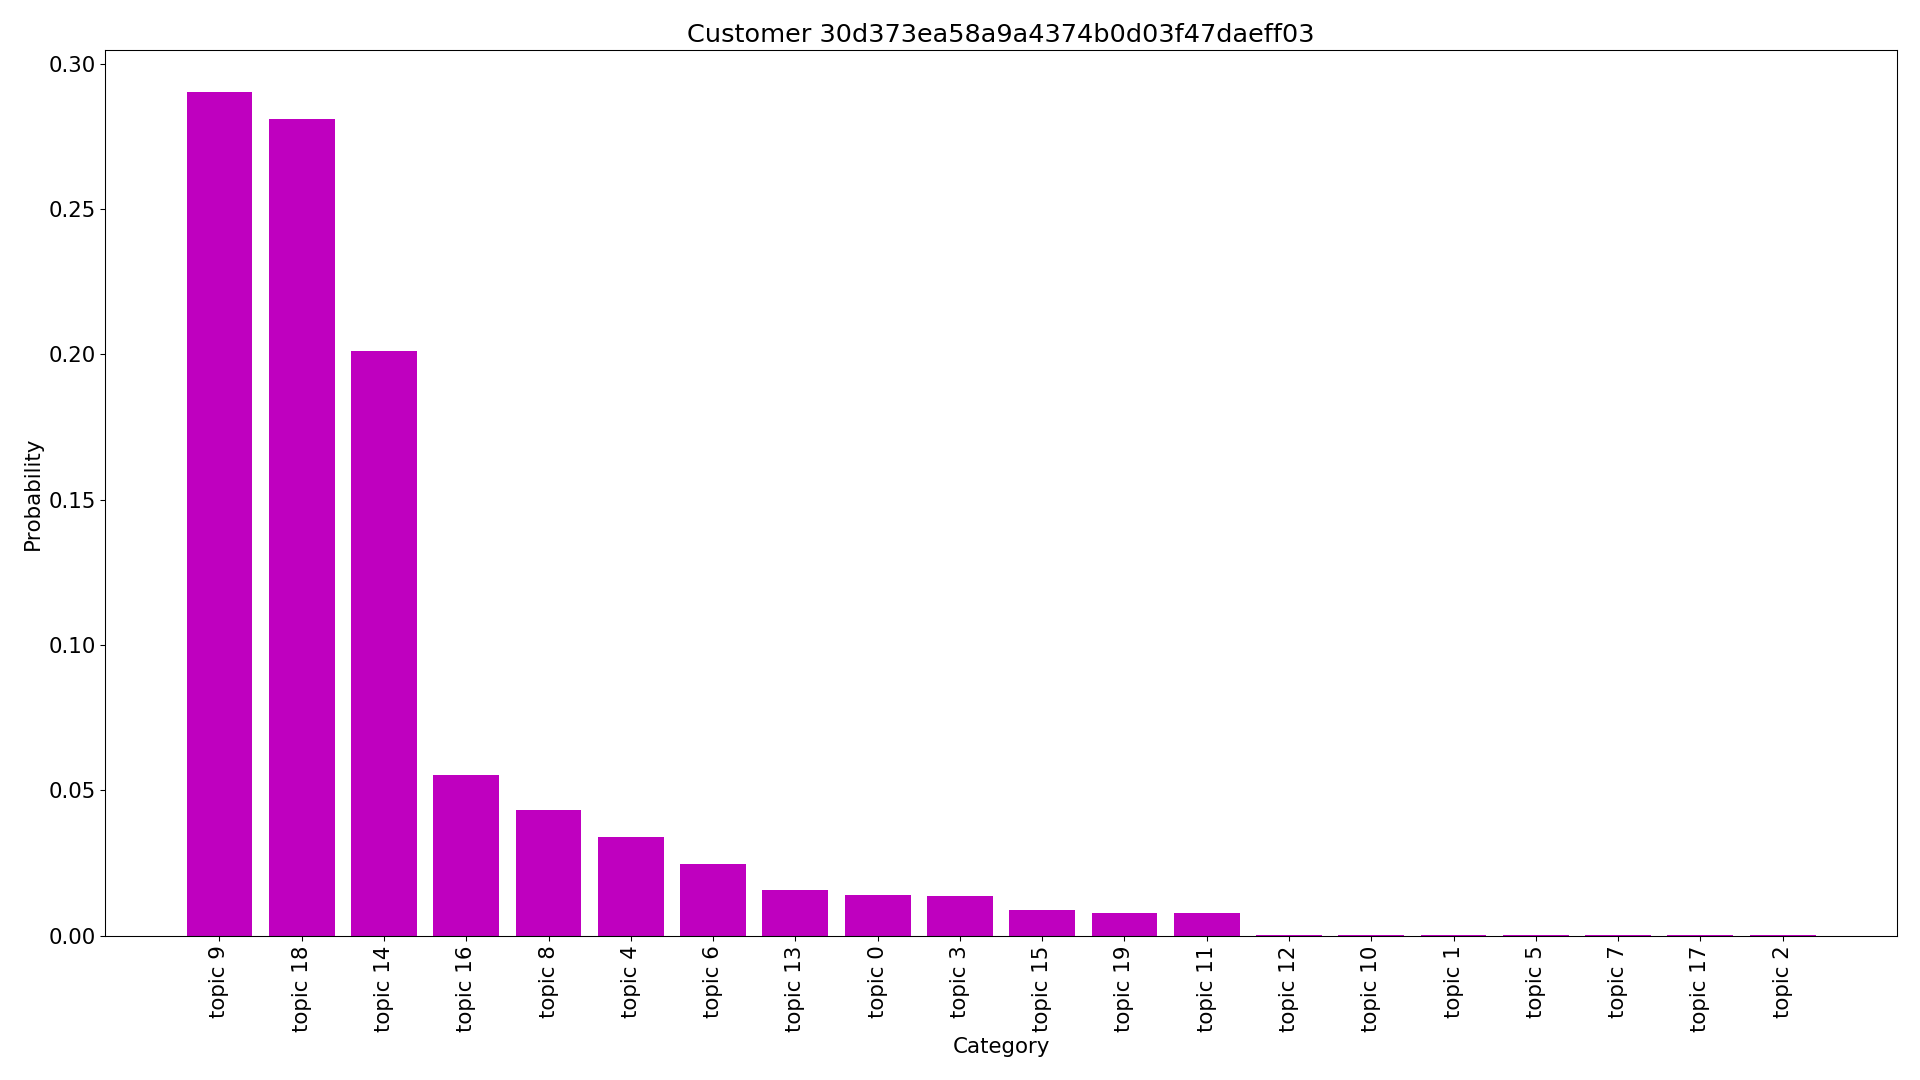 Customer 30d373ea58a9a4374b0d03f47daeff03
0.30
0.25
0.20
0.15
0.10
0.05
0.00
Probability
topic 9
topic 18
topic 14
topic 16
topic 8
topic 4
topic 6
topic 13
topic 0
topic 3
topic 15
topic 19
topic 11
topic 12
topic 10
topic 1
topic 5
topic 7
topic 17
topic 2
Category